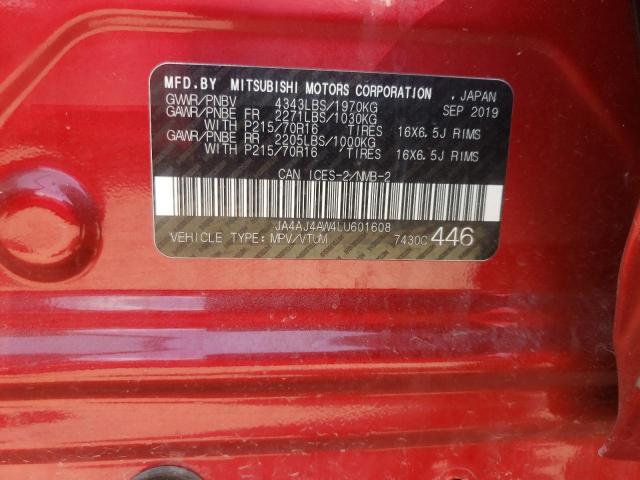 MFD.BY MITSUBISHI MOTORS CORPORATION , JAPAN
GVWR/PNBV 4343LBS/1970KG SEP 2019
GAWR/PNBE FR 2271LBS/1030KG
WITH P215/70R16 TIRES 16X6.5J RIMS
GAWR/PNBE RR 2205LBS/1000KG
WITH P215/70R16 TIRES 16X6.5J RIMS
CAN ICES-2/NMB-2
JA4AJ4AW4LU601608
VEHICLE TYPE:MPV/VTUM 7430C 446